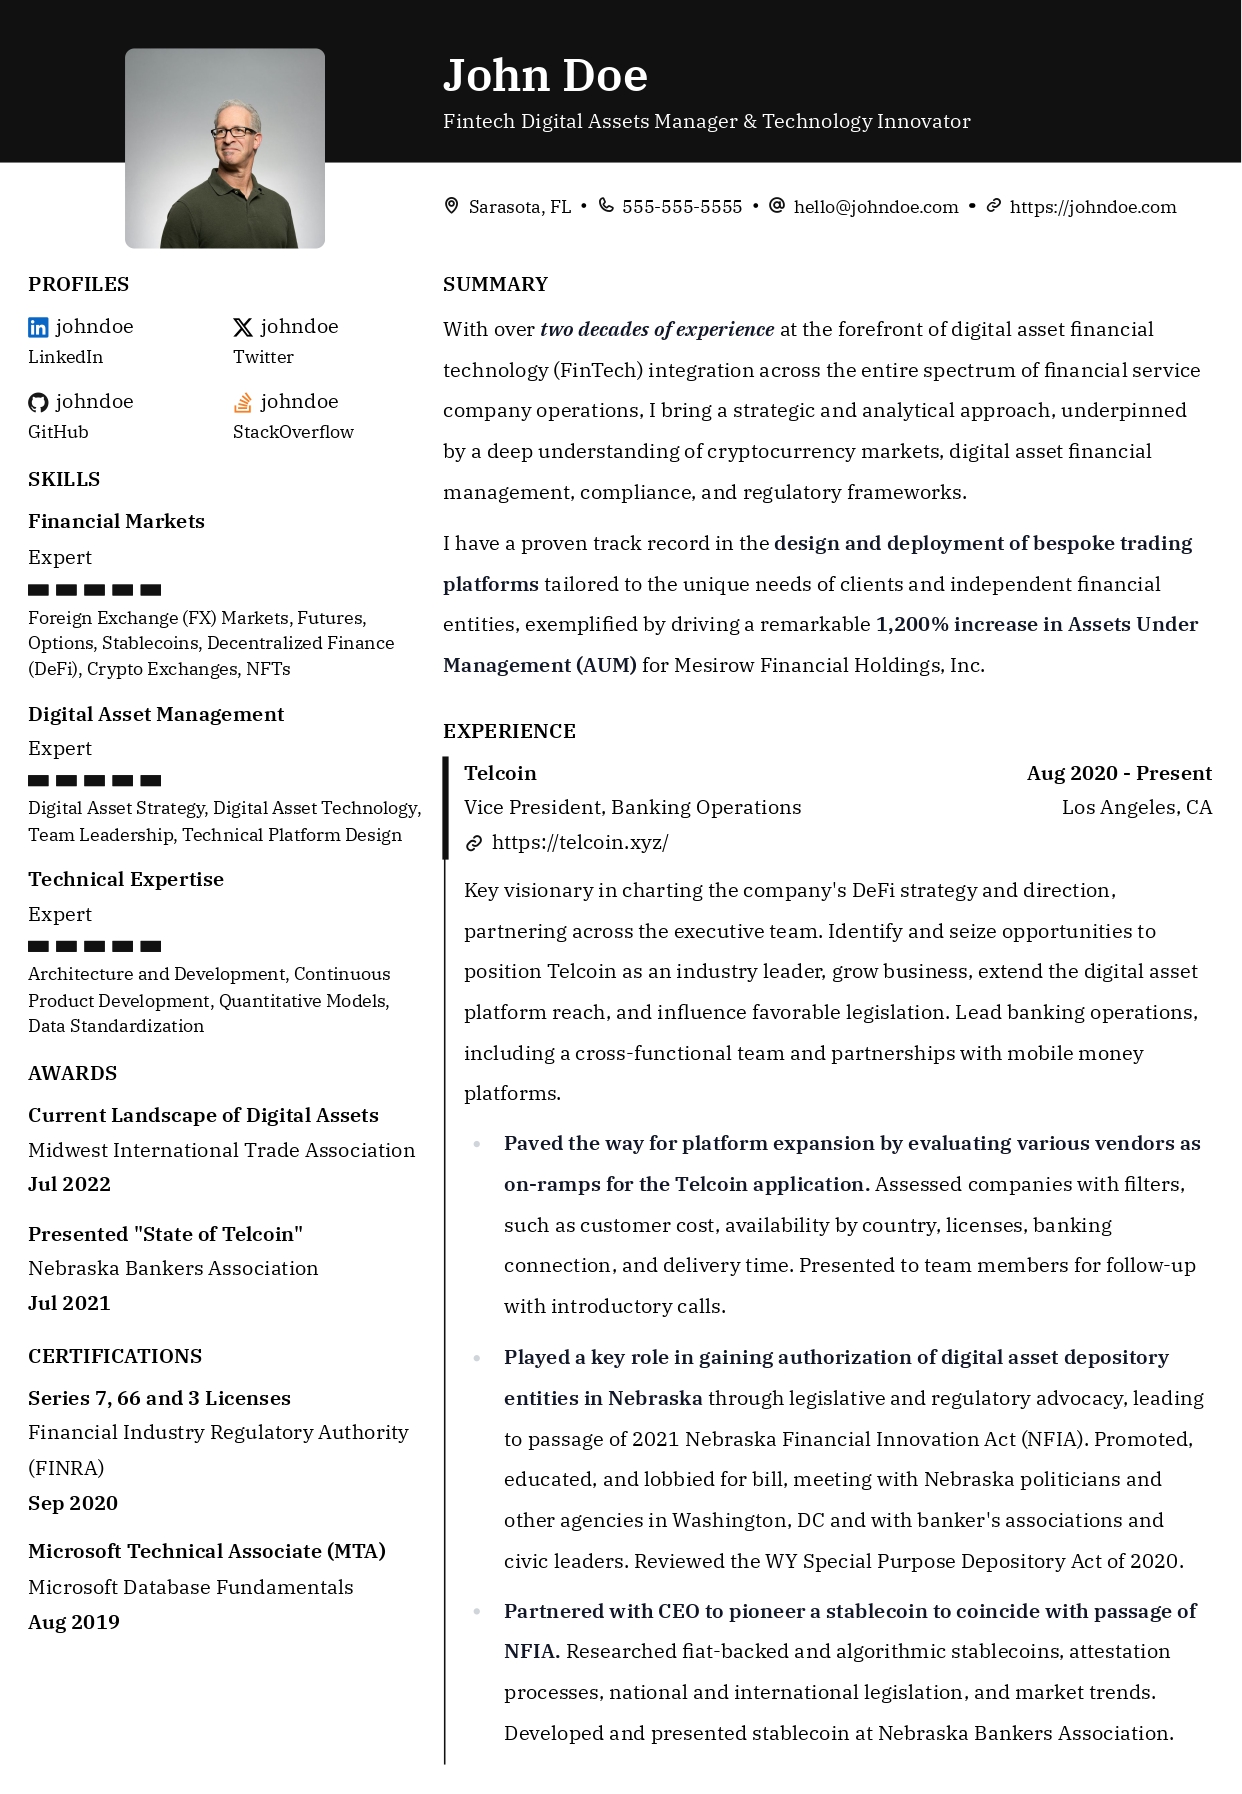 John Doe
Fintech Digital Assets Manager & Technology Innovator
Sarasota, FL • 555-555-5555 • hello@johndoe.com • https://johndoe.com
PROFILES
johndoe
LinkedIn
johndoe
Twitter
johndoe
GitHub
johndoe
StackOverflow
SKILLS
Financial Markets
Expert
Foreign Exchange (FX) Markets, Futures,
Options, Stablecoins, Decentralized Finance
(DeFi), Crypto Exchanges, NFTs
Digital Asset Management
Expert
Digital Asset Strategy, Digital Asset Technology,
Team Leadership, Technical Platform Design
Technical Expertise
Expert
Architecture and Development, Continuous
Product Development, Quantitative Models,
Data Standardization
AWARDS
Current Landscape of Digital Assets
Midwest International Trade Association
Jul 2022
Presented "State of Telcoin"
Nebraska Bankers Association
Jul 2021
CERTIFICATIONS
Series 7, 66 and 3 Licenses
Financial Industry Regulatory Authority
(FINRA)
Sep 2020
Microsoft Technical Associate (MTA)
Microsoft Database Fundamentals
Aug 2019
SUMMARY
With over two decades of experience at the forefront of digital asset financial
technology (FinTech) integration across the entire spectrum of financial service
company operations, I bring a strategic and analytical approach, underpinned
by a deep understanding of cryptocurrency markets, digital asset financial
management, compliance, and regulatory frameworks.
I have a proven track record in the design and deployment of bespoke trading
platforms tailored to the unique needs of clients and independent financial
entities, exemplified by driving a remarkable 1,200% increase in Assets Under
Management (AUM) for Mesirow Financial Holdings, Inc.
EXPERIENCE
Telcoin Aug 2020 - Present
Vice President, Banking Operations Los Angeles, CA
https://telcoin.xyz/
Key visionary in charting the company's DeFi strategy and direction,
partnering across the executive team. Identify and seize opportunities to
position Telcoin as an industry leader, grow business, extend the digital asset
platform reach, and influence favorable legislation. Lead banking operations,
including a cross-functional team and partnerships with mobile money
platforms.
• Paved the way for platform expansion by evaluating various vendors as
on-ramps for the Telcoin application. Assessed companies with filters,
such as customer cost, availability by country, licenses, banking
connection, and delivery time. Presented to team members for follow-up
with introductory calls.
• Played a key role in gaining authorization of digital asset depository
entities in Nebraska through legislative and regulatory advocacy, leading
to passage of 2021 Nebraska Financial Innovation Act (NFIA). Promoted,
educated, and lobbied for bill, meeting with Nebraska politicians and
other agencies in Washington, DC and with banker's associations and
civic leaders. Reviewed the WY Special Purpose Depository Act of 2020.
• Partnered with CEO to pioneer a stablecoin to coincide with passage of
NFIA. Researched fiat-backed and algorithmic stablecoins, attestation
processes, national and international legislation, and market trends.
Developed and presented stablecoin at Nebraska Bankers Association.